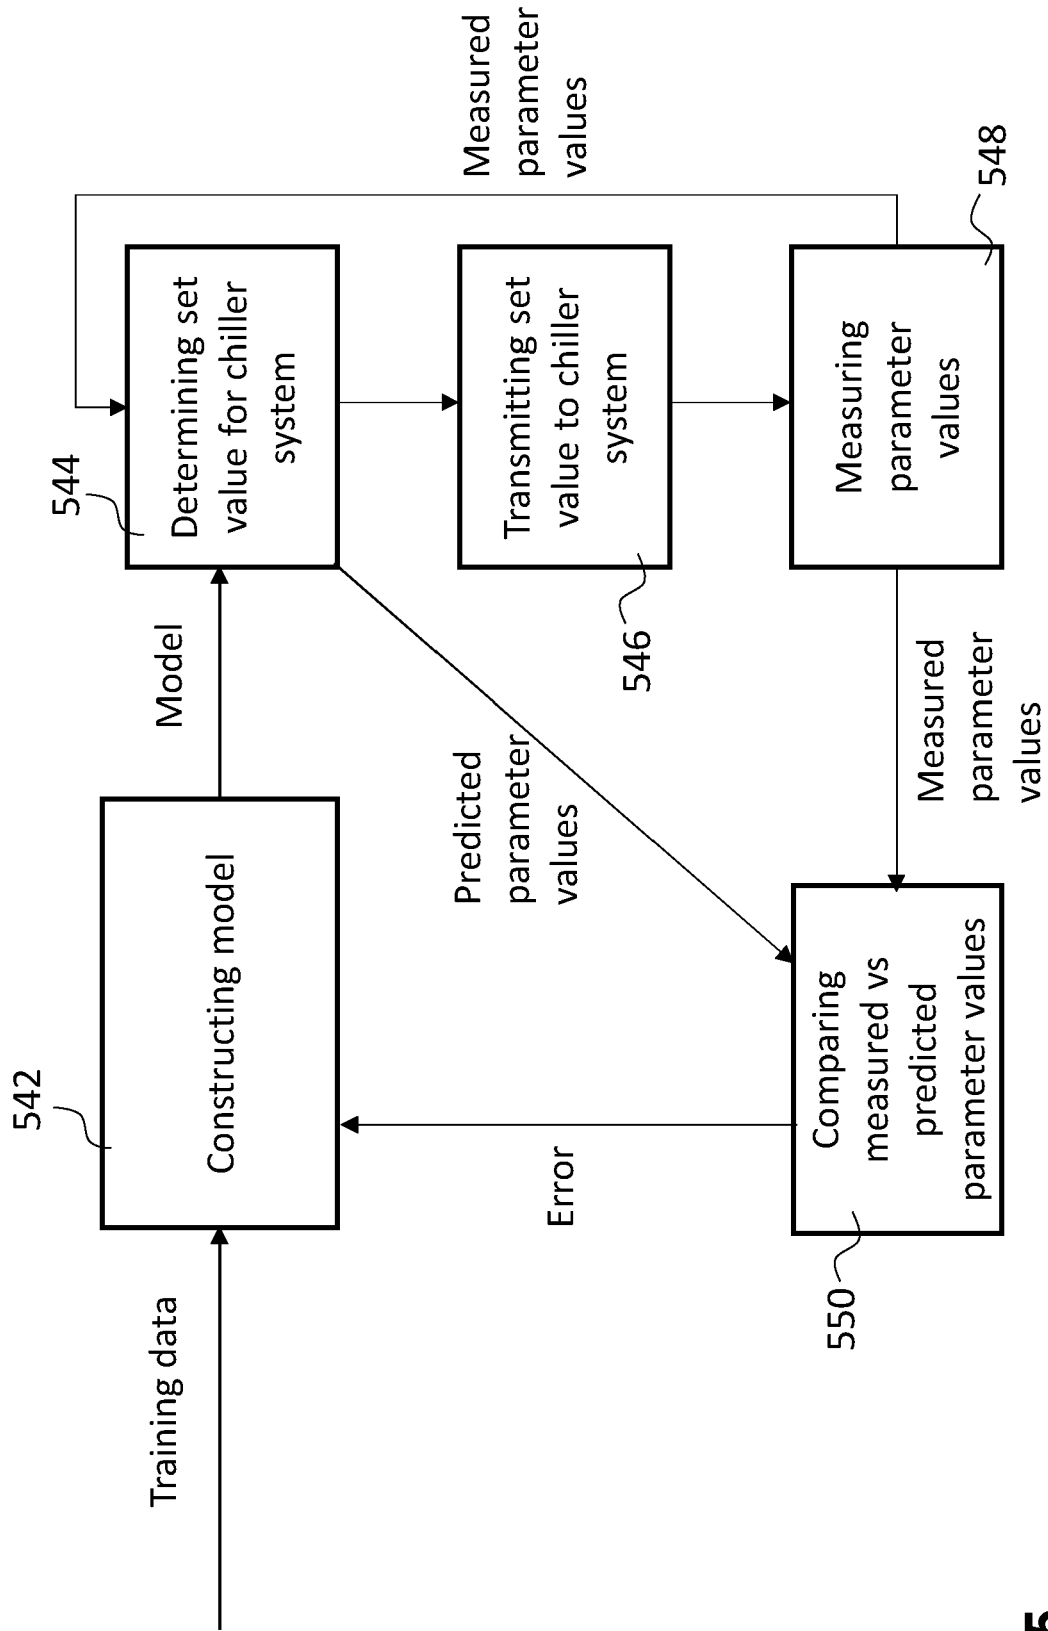 Training data
542
Constructing model
Model
544
Determining set
value for chiller
system
Measured
parameter
values
Transmitting set
value to chiller
system
546
Predicted
parameter
values
Error
Measuring
parameter
values
548
Measured
parameter
values
Comparing
measured vs
predicted
parameter values
550
5